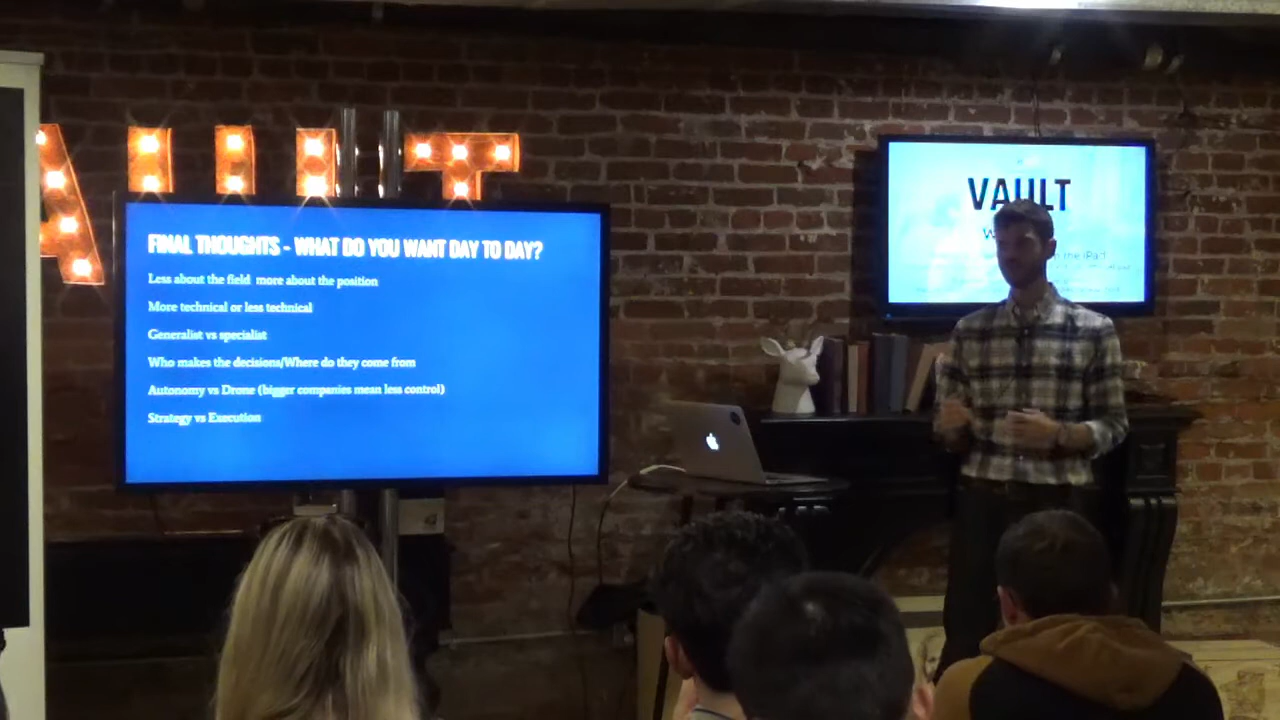 AULT
FINAL THOUGHTS - WHAT DO YOU WANT DAY TO DAY?
Less about the field more about the position
More technical or less technical
Generalist vs specialist
Who makes the decisions/Where do they come from
Autonomy vs Drone (bigger companies mean less control)
Strategy vs Execution
VAULT